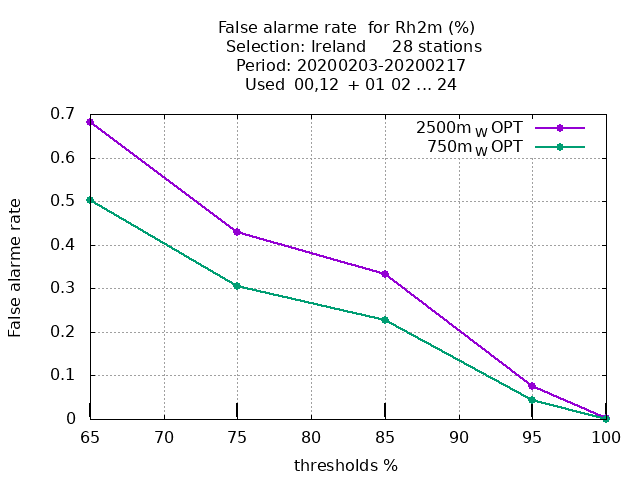 False alarme rate  for Rh2m (%)
Selection: Ireland     28 stations
Period: 20200203-20200217
Used  00,12  + 01 02 ... 24
2500m W OPT
750m W OPT
0.7
0.6
0.5
0.4
0.3
0.2
0.1
0
False alarme rate
65 70 75 80 85 90 95 100
thresholds %